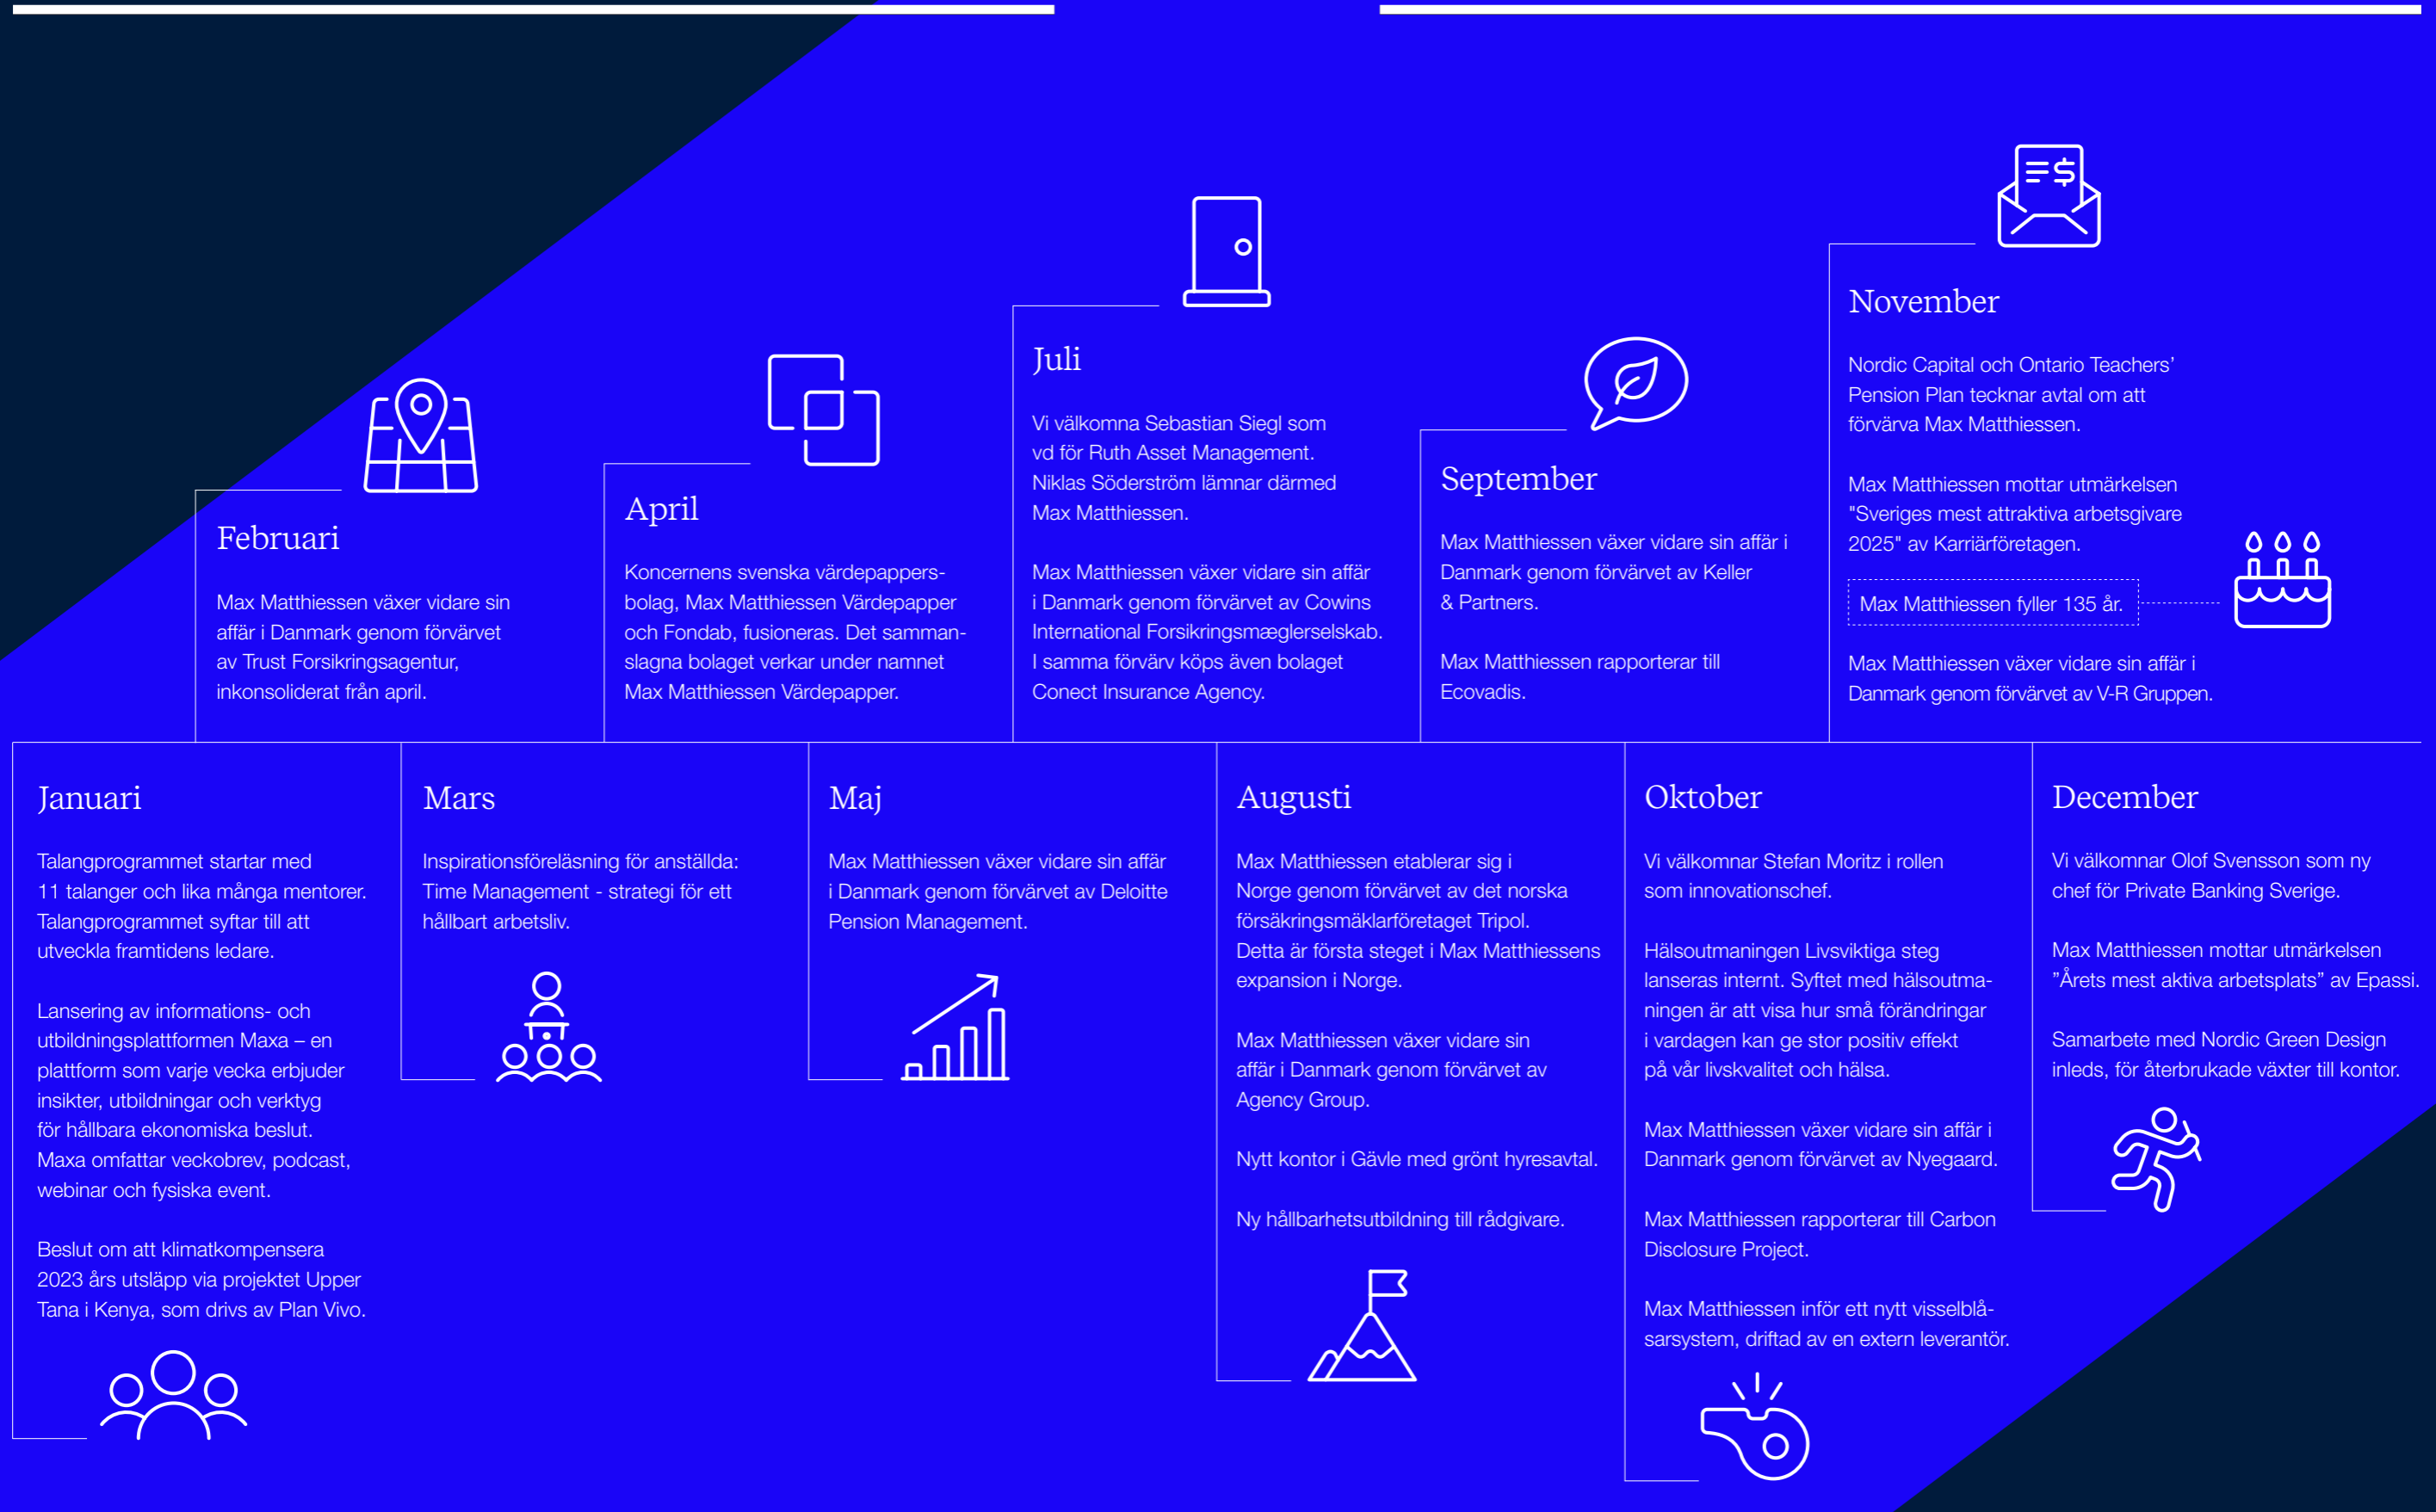 Januari
Talangprogrammet startar med
11 talanger och lika många mentorer.
Talangprogrammet syftar till att
utveckla framtidens ledare.
Lansering av informations- och
utbildningsplattformen Maxa – en
plattform som varje vecka erbjuder
insikter, utbildningar och verktyg
för hållbara ekonomiska beslut.
Maxa omfattar veckobrev, podcast,
webinar och fysiska event.
Beslut om att klimatkompensera
2023 års utsläpp via projektet Upper
Tana i Kenya, som drivs av Plan Vivo.
Februari
Max Matthiessen växer vidare sin
affär i Danmark genom förvärvet
av Trust Forsikringsagentur,
inkonsoliderat från april.
Mars
Inspirationsföreläsning för anställda:
Time Management - strategi för ett
hållbart arbetsliv.
April
Koncernens svenska värdepappers-
bolag, Max Matthiessen Värdepapper
och Fondab, fusioneras. Det samman-
slagna bolaget verkar under namnet
Max Matthiessen Värdepapper.
Maj
Max Matthiessen växer vidare sin affär
i Danmark genom förvärvet av Deloitte
Pension Management.
Juli
Vi välkomna Sebastian Siegl som
vd för Ruth Asset Management.
Niklas Söderström lämnar därmed
Max Matthiessen.
Max Matthiessen växer vidare sin affär
i Danmark genom förvärvet av Cowins
International Forsikringsmæglerselskab.
I samma förvärv köps även bolaget
Conect Insurance Agency.
Augusti
Max Matthiessen etablerar sig i
Norge genom förvärvet av det norska
försäkringsmäklarföretaget Tripol.
Detta är första steget i Max Matthiessens
expansion i Norge.
Max Matthiessen växer vidare sin
affär i Danmark genom förvärvet av
Agency Group.
Nytt kontor i Gävle med grönt hyresavtal.
Ny hållbarhetsutbildning till rådgivare.
September
Max Matthiessen växer vidare sin affär i
Danmark genom förvärvet av Keller
& Partners.
Max Matthiessen rapporterar till
Ecovadis.
Oktober
Vi välkomnar Stefan Moritz i rollen
som innovationschef.
Hälsoutmaningen Livsviktiga steg
lanseras internt. Syftet med hälsoutma-
ningen är att visa hur små förändringar
i vardagen kan ge stor positiv effekt
på vår livskvalitet och hälsa.
Max Matthiessen växer vidare sin affär i
Danmark genom förvärvet av Nyegaard.
Max Matthiessen rapporterar till Carbon
Disclosure Project.
Max Matthiessen inför ett nytt visselblå-
sarsystem, driftad av en extern leverantör.
November
Nordic Capital och Ontario Teachers’
Pension Plan tecknar avtal om att
förvärva Max Matthiessen.
Max Matthiessen mottar utmärkelsen
"Sveriges mest attraktiva arbetsgivare
2025" av Karriärföretagen.
Max Matthiessen fyller 135 år.
Max Matthiessen växer vidare sin affär i
Danmark genom förvärvet av V-R Gruppen.
December
Vi välkomnar Olof Svensson som ny
chef för Private Banking Sverige.
Max Matthiessen mottar utmärkelsen
”Årets mest aktiva arbetsplats” av Epassi.
Samarbete med Nordic Green Design
inleds, för återbrukade växter till kontor.